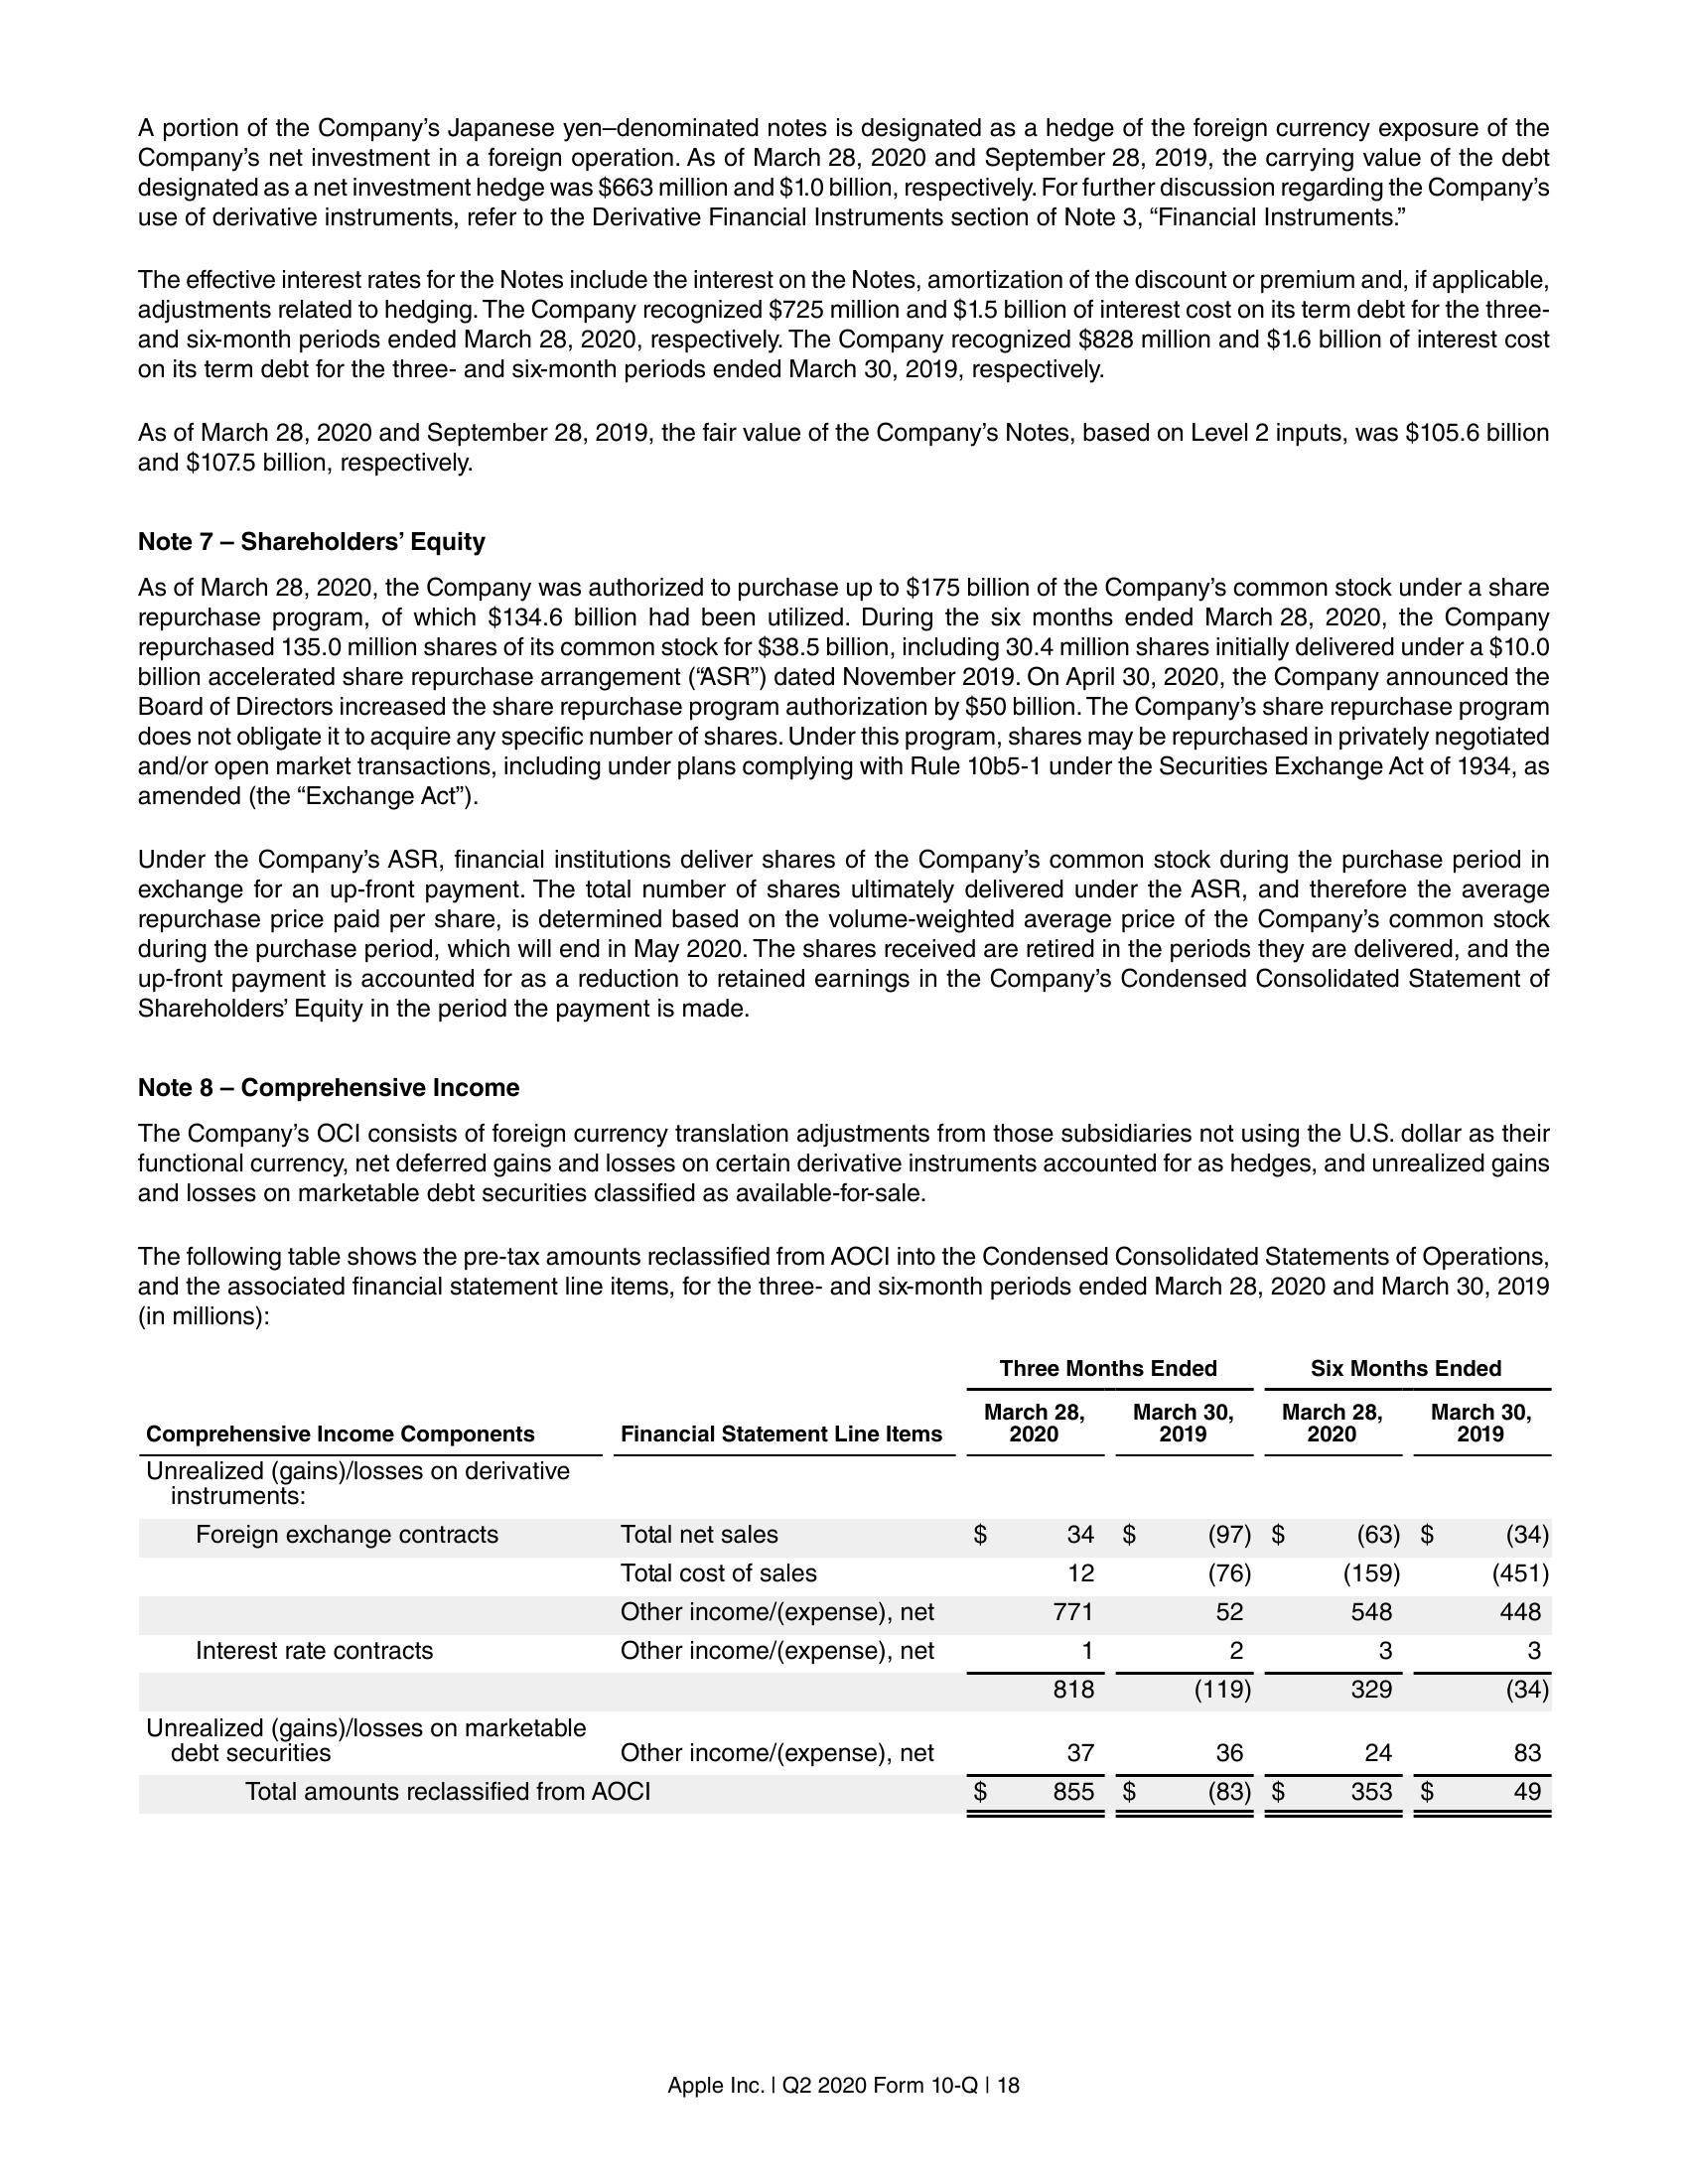 A portion of the Company’s Japanese yen–denominated notes is designated as a hedge of the foreign currency exposure of the
Company’s net investment in a foreign operation. As of March 28, 2020 and September 28, 2019, the carrying value of the debt
designated as a net investment hedge was $663 million and $1.0 billion, respectively. For further discussion regarding the Company’s
use of derivative instruments, refer to the Derivative Financial Instruments section of Note 3, “Financial Instruments.”
The effective interest rates for the Notes include the interest on the Notes, amortization of the discount or premium and, if applicable,
adjustments related to hedging. The Company recognized $725 million and $1.5 billion of interest cost on its term debt for the three-
and six-month periods ended March 28, 2020, respectively. The Company recognized $828 million and $1.6 billion of interest cost
on its term debt for the three- and six-month periods ended March 30, 2019, respectively.
As of March 28, 2020 and September 28, 2019, the fair value of the Company’s Notes, based on Level 2 inputs, was $105.6 billion
and $107.5 billion, respectively.
Note 7 – Shareholders’ Equity
As of March 28, 2020, the Company was authorized to purchase up to $175 billion of the Company’s common stock under a share
repurchase program, of which $134.6 billion had been utilized. During the six months ended March 28, 2020, the Company
repurchased 135.0 million shares of its common stock for $38.5 billion, including 30.4 million shares initially delivered under a $10.0
billion accelerated share repurchase arrangement (“ASR”) dated November 2019. On April 30, 2020, the Company announced the
Board of Directors increased the share repurchase program authorization by $50 billion. The Company’s share repurchase program
does not obligate it to acquire any specific number of shares. Under this program, shares may be repurchased in privately negotiated
and/or open market transactions, including under plans complying with Rule 10b5-1 under the Securities Exchange Act of 1934, as
amended (the “Exchange Act”).
Under the Company’s ASR, financial institutions deliver shares of the Company’s common stock during the purchase period in
exchange for an up-front payment. The total number of shares ultimately delivered under the ASR, and therefore the average
repurchase price paid per share, is determined based on the volume-weighted average price of the Company’s common stock
during the purchase period, which will end in May 2020. The shares received are retired in the periods they are delivered, and the
up-front payment is accounted for as a reduction to retained earnings in the Company’s Condensed Consolidated Statement of
Shareholders’ Equity in the period the payment is made.
Note 8 – Comprehensive Income
The Company’s OCI consists of foreign currency translation adjustments from those subsidiaries not using the U.S. dollar as their
functional currency, net deferred gains and losses on certain derivative instruments accounted for as hedges, and unrealized gains
and losses on marketable debt securities classified as available-for-sale.
The following table shows the pre-tax amounts reclassified from AOCI into the Condensed Consolidated Statements of Operations,
and the associated financial statement line items, for the three- and six-month periods ended March 28, 2020 and March 30, 2019
(in millions):
Three Months Ended Six Months Ended
March 28, March 30, March 28, March 30,
Comprehensive Income Components Financial Statement Line Items 2020 2019 2020 2019
Unrealized (gains)/losses on derivative
instruments:
Foreign exchange contracts Total net sales $ 34 $ (97) $ (63) $ (34)
Total cost of sales 12 (76) (159) (451)
Other income/(expense), net 771 52 548 448
Interest rate contracts Other income/(expense), net 1 2 3 3
818 (119) 329 (34)
Unrealized (gains)/losses on marketable
debt securities Other income/(expense), net 37 36 24 83
Total amounts reclassified from AOCI $ 855 $ (83) $ 353 $ 49
Apple Inc. | Q2 2020 Form 10-Q | 18